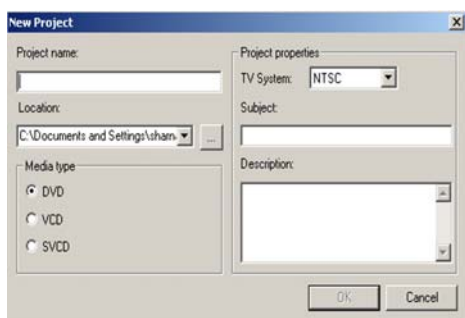 New Project
Project name:
Location:
C:\Documents and Settings\sham
...
Media type
DVD
VCD
SVCD
Project properties
TV System: NTSC
Subject:
Description:
OK Cancel